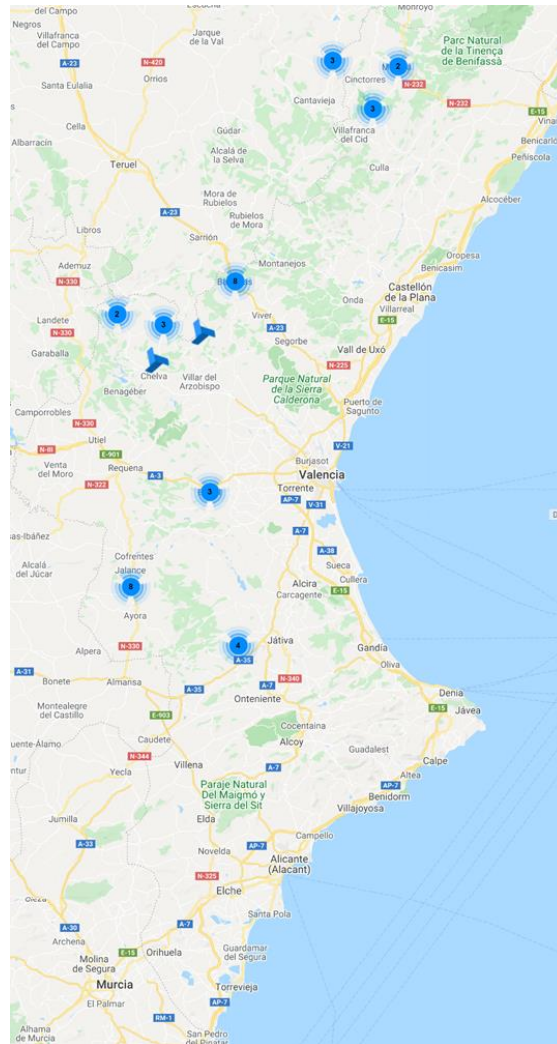 del Campo
Monroyo
Negros
Villafranca
del Campo
Jarque
de la Val
Parc Natural
de la Tinença
de Benifassà
N-420
A-23
3
2
Orrios
Cinctorres
Santa Eulalia
N-232
Cantavieja
3
N-232
E-15
Cella
Villafranca
del Cid
Gúdar
Albarracín
Alcalá de
la Selva
Peñíscola
Teruel
Culla
Mora de
Rubielos
Alcocéber
A-23
Rubielos
de Mora
Libros
Sarrión
Oropesa
Ademuz
Montanejos
Benicasim
N-330
8
Castellón
de la Plana
Onda
2
Villarreal
Landete
3
Viver
E-15
N-330
A-23
Garaballa
Segorbe
Vall de Uxó
N-225
Chelva
Villar del
Arzobispo
Parque Natural
de la Sierra
Calderona
Benagéber
Camporrobles
Puerto de
Sagunto
N-330
Utiel
N-III
E-901
V-21
Burjasot
Venta
del Moro
Requena
A-3
Valencia
N-322
3
Torrente
AP-7
V-31
A-7
Cofrentes
A-38
Sueca
Alcalá
del Júcar
Jalance
8
Alcira
Cullera
E-15
Carcagente
Ayora
Alpera
N-330
4
Játiva
Gandía
A-31
A-35
Oliva
Bonete
Almansa
A-35
A-7
N-340
Denia
Onteniente
E-15
Montealegre
del Castillo
E-903
Jávea
Cocentaina
Caudete
Alcoy
Guadalest
N-344
Calpe
Yecla
Villena
A-7
Altea
AP-7
Paraje Natural
Del Maigmó y
Sierra del Sit
Benidorm
Villajoyosa
Jumilla
Elda
A-33
AP-7
Campello
Novelda
Alicante
(Alacant)
N-325
Elche
A-30
A-7
Santa Pola
Archena
E-15
Orihuela
Guardamar
del Segura
Molina
de Segura
Murcia
Torrevieja
El Palmar
AP-7
RM-1
Alhama
de Murcia
San Pedro
del Pinatar